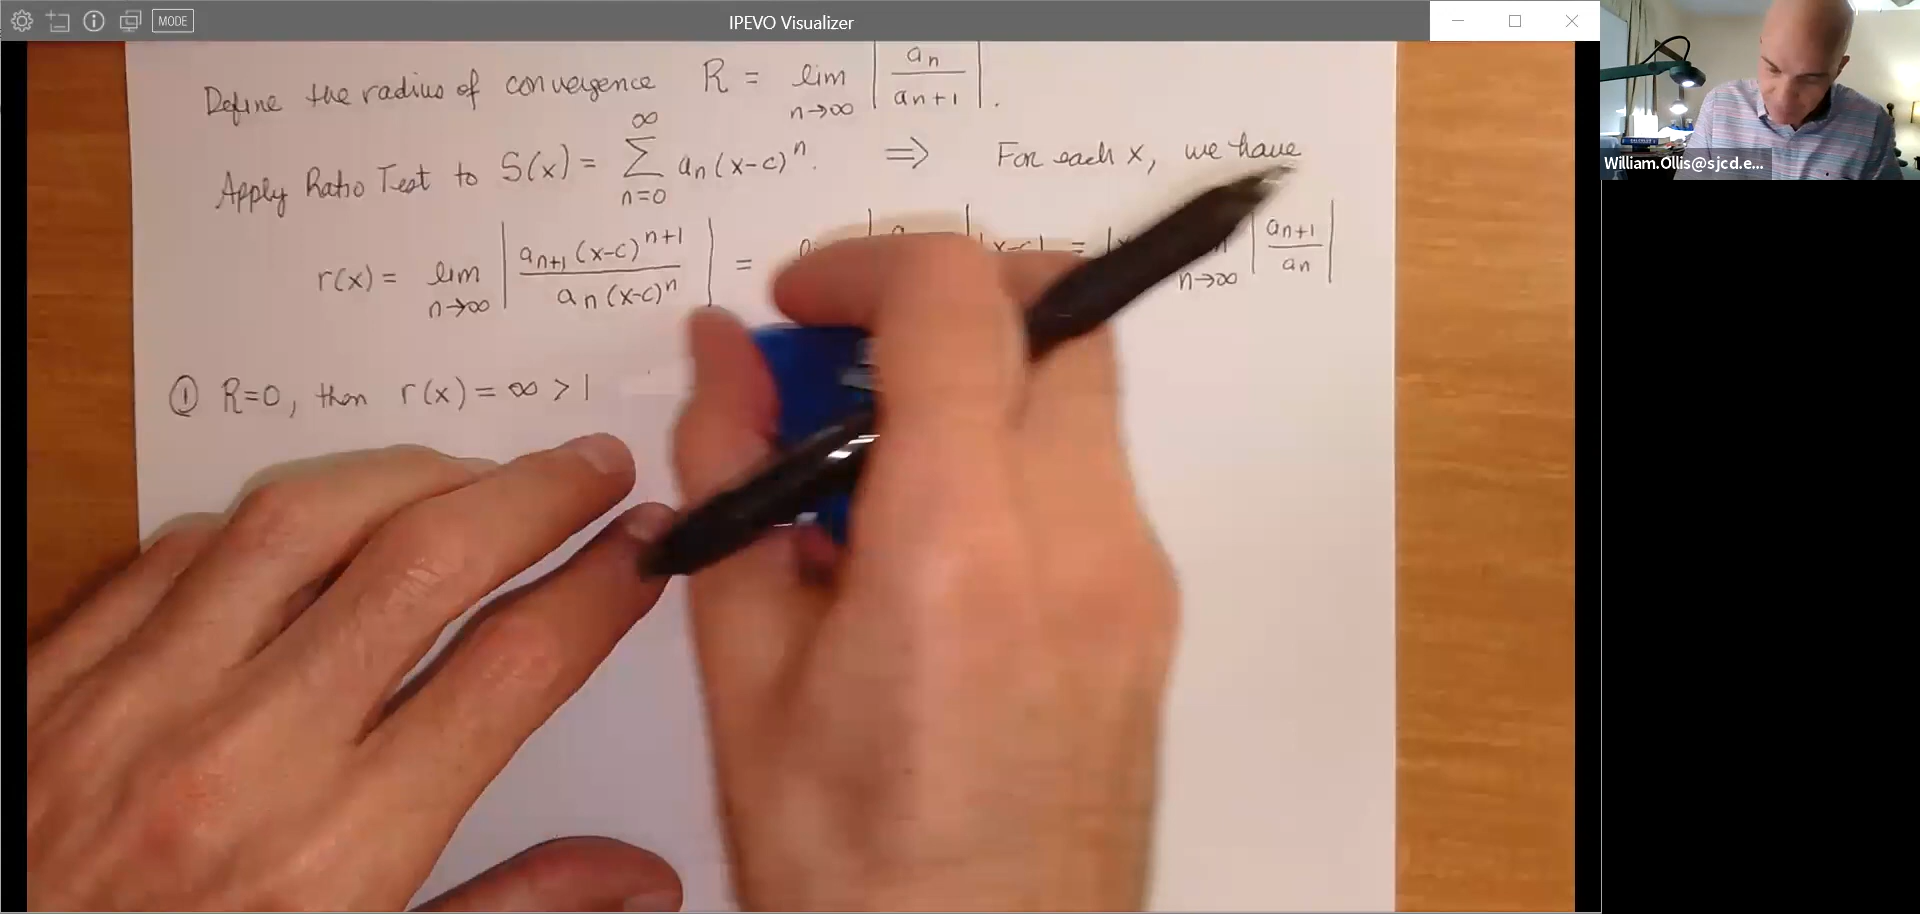 MODE
IPEVO Visualizer
Define the radius of convergence R = lim n→∞ | an / an+1 | .
Apply Ratio Test to S(x) = ∞ Σ n=0 an (x-c)^n. ⇒ For each x, we have
r(x) = lim n→∞ | an+1 (x-c)^n+1 / an (x-c)^n | = | | |x-c| = | n→∞ | an+1 / an |
① R=0, then r(x) = ∞ > 1
William.Ollis@sjcd.e...